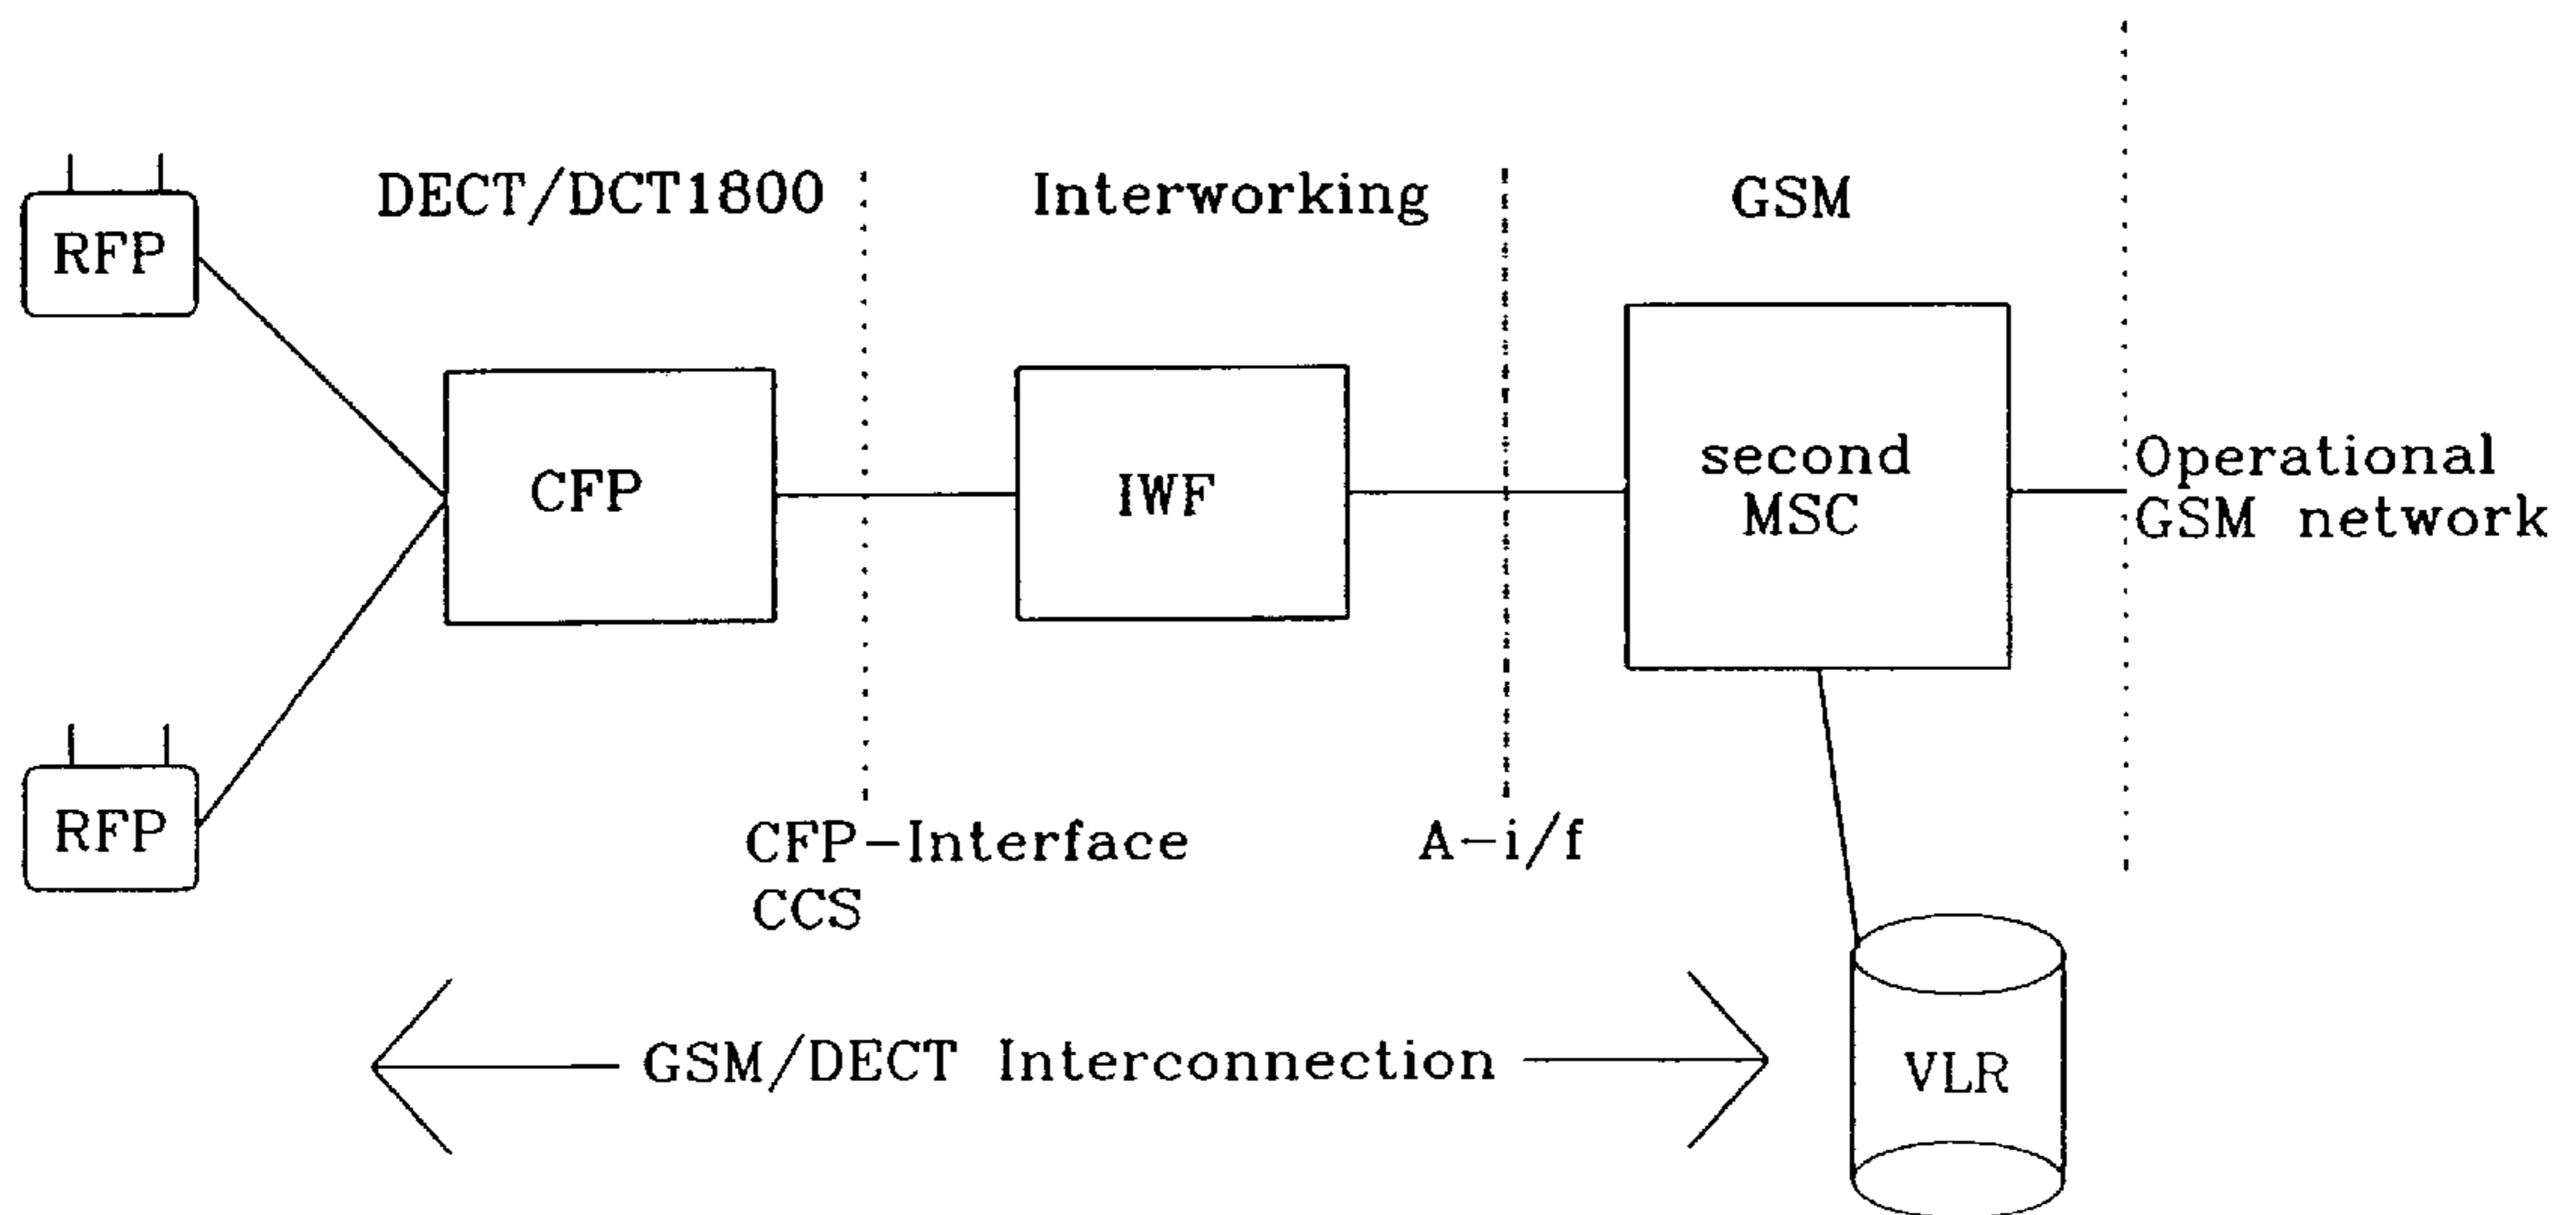 DECT/DCT1800
Interworking
GSM
RFP
CFP
IWF
second
MSC
Operational
GSM network
RFP
CFP-Interface
CCS
A-i/f
GSM/DECT Interconnection
VLR